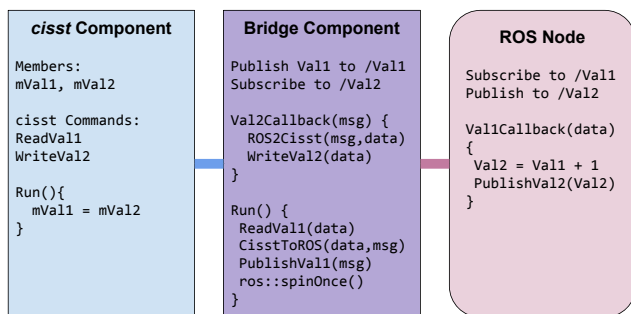 cisst Component
Members:
mVal1, mVal2
cisst Commands:
ReadVal1
WriteVal2
Run(){
mVal1 = mVal2
}
Bridge Component
Publish Val1 to /Val1
Subscribe to /Val2
Val2Callback(msg) {
ROS2Cisst(msg,data)
WriteVal2(data)
}
Run() {
ReadVal1(data)
CisstToROS(data,msg)
PublishVal1(msg)
ros::spinOnce()
}
ROS Node
Subscribe to /Val1
Publish to /Val2
Val1Callback(data)
{
Val2 = Val1 + 1
PublishVal2(Val2)
}